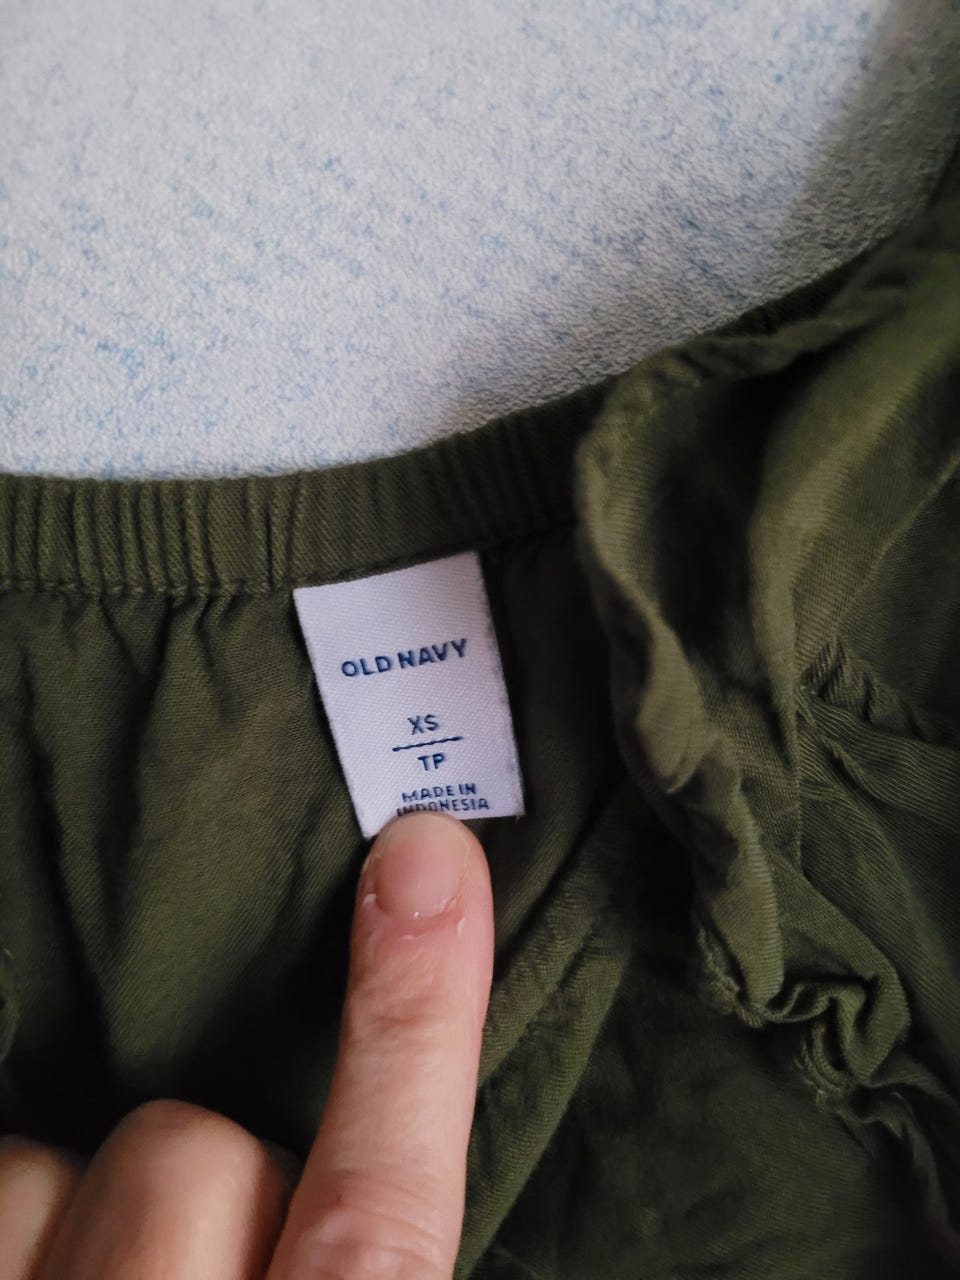 OLD NAVY
XS
TP
MADE IN
INDONESIA